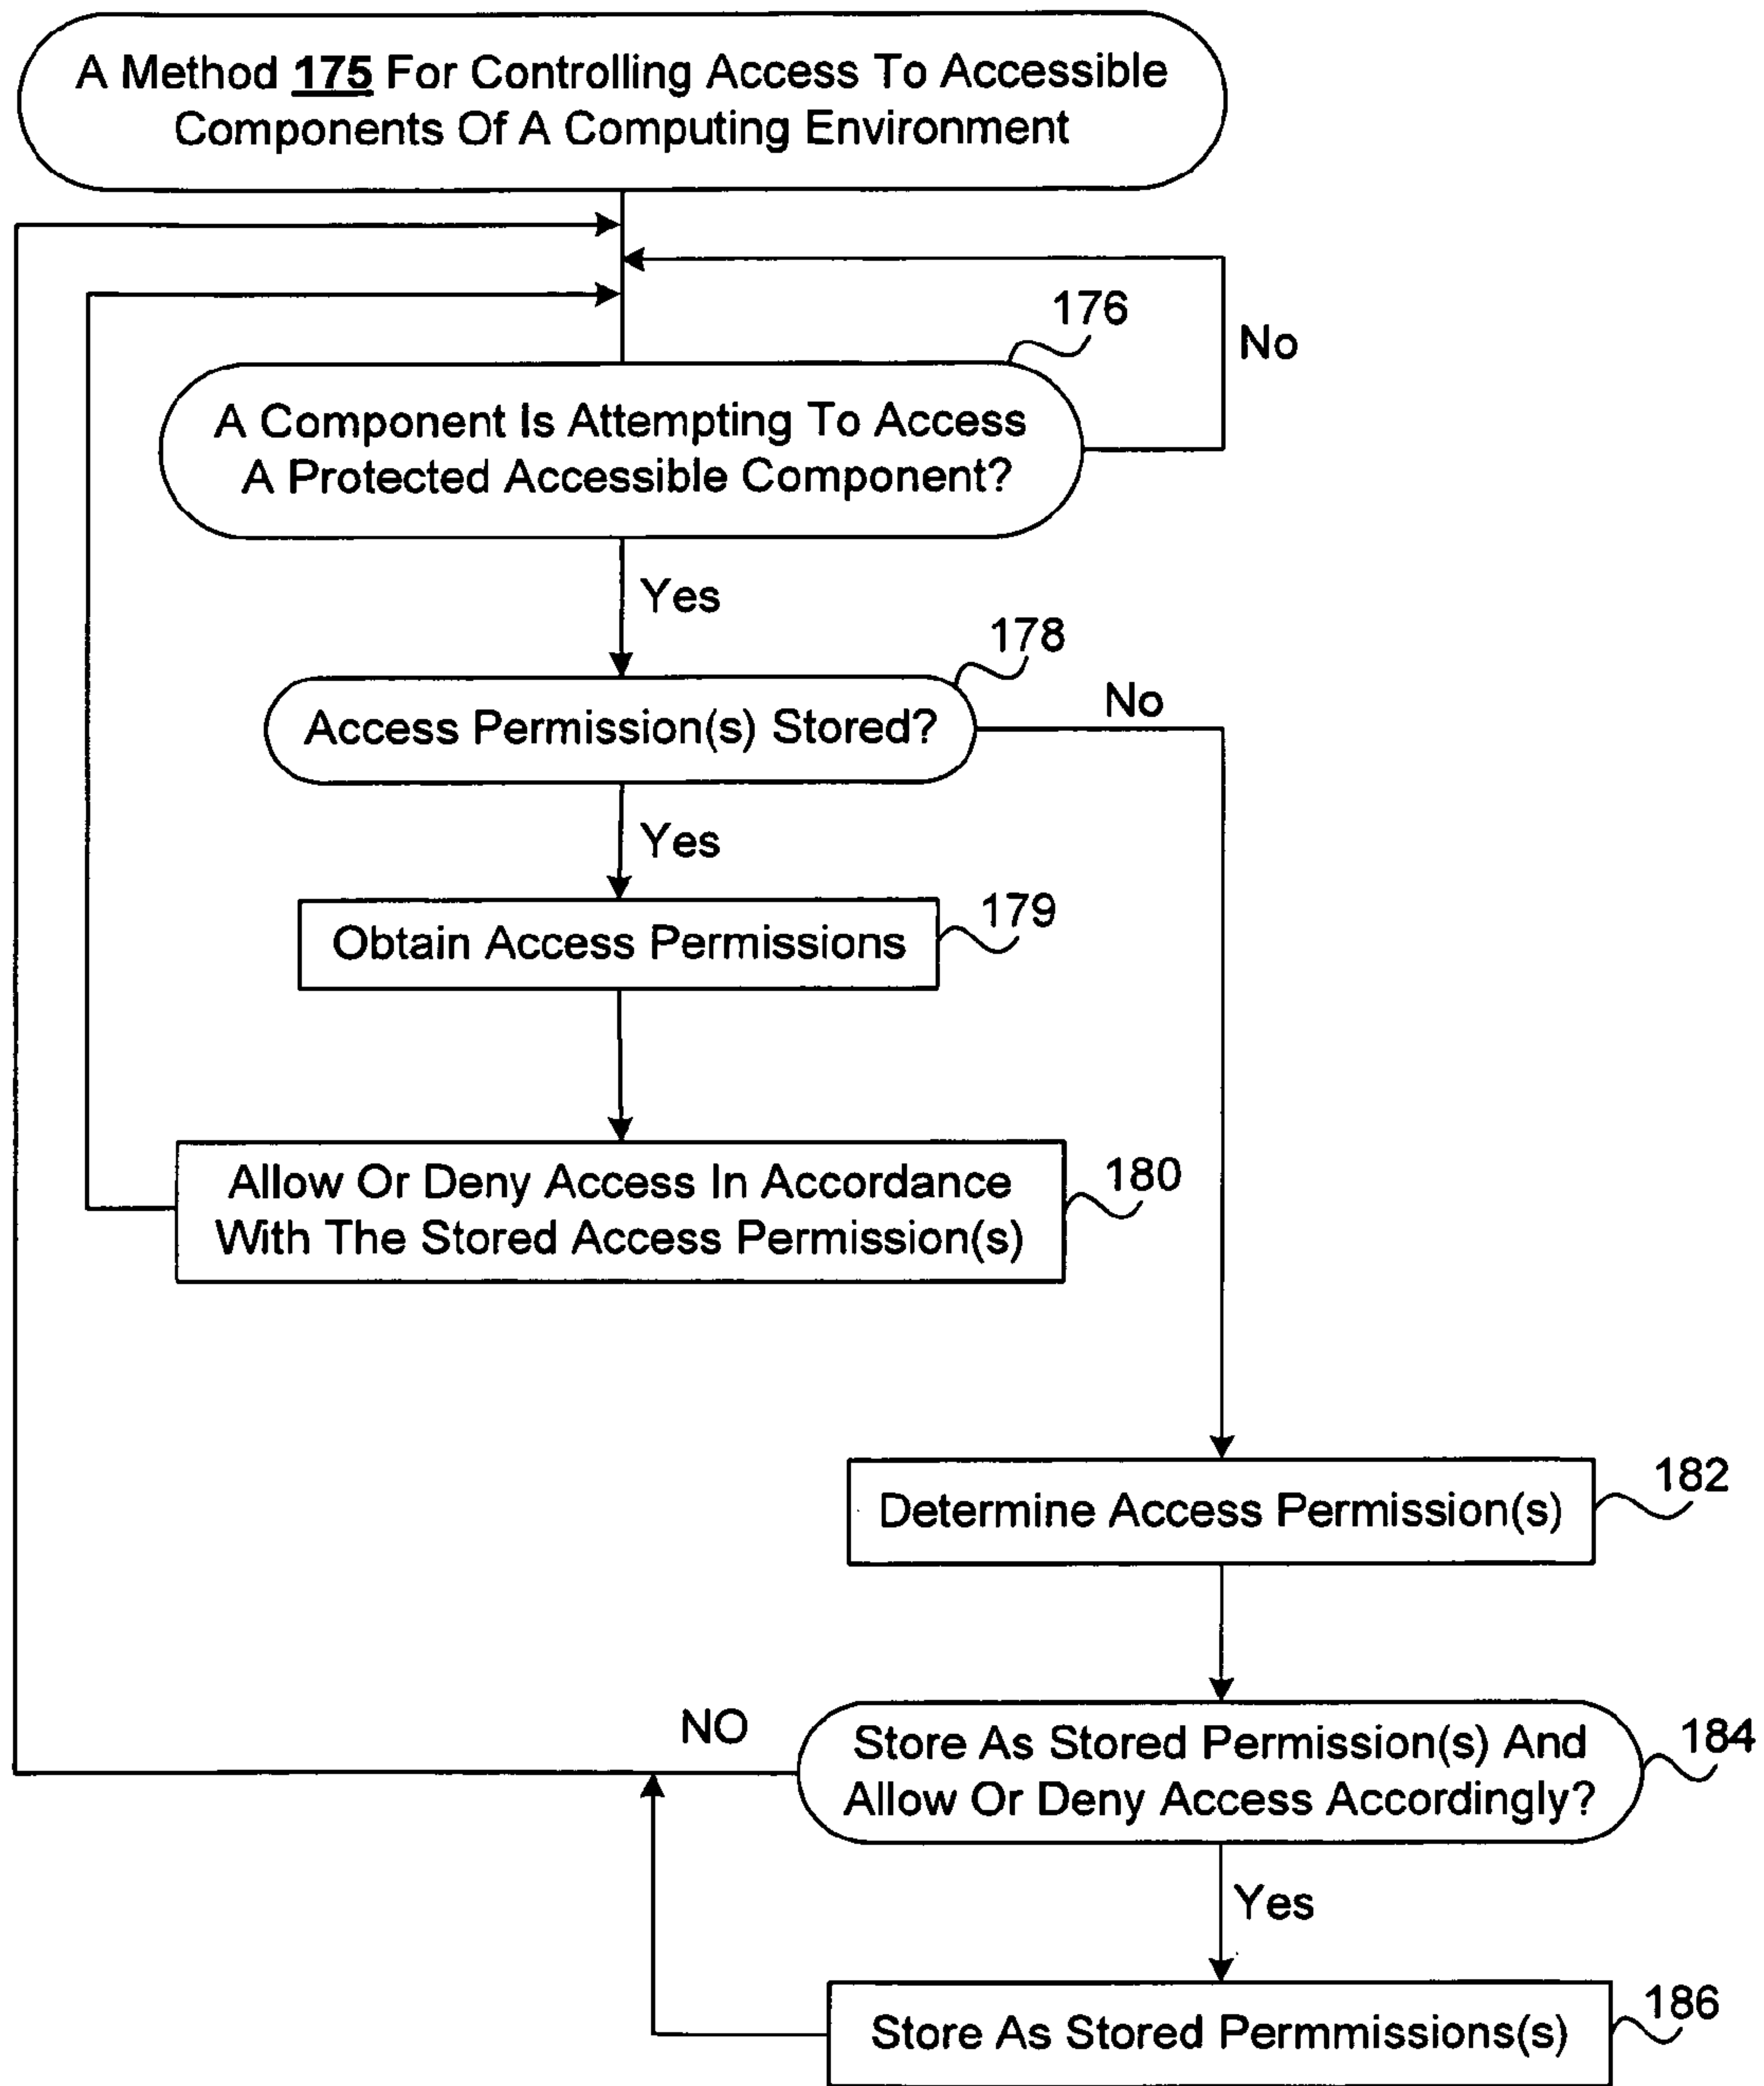 A Method 175 For Controlling Access To Accessible
Components Of A Computing Environment
176
No
A Component Is Attempting To Access
A Protected Accessible Component?
Yes
178
No
Access Permission(s) Stored?
Yes
179
Obtain Access Permissions
180
Allow Or Deny Access In Accordance
With The Stored Access Permission(s)
182
Determine Access Permission(s)
NO
184
Store As Stored Permission(s) And
Allow Or Deny Access Accordingly?
Yes
186
Store As Stored Permmissions(s)